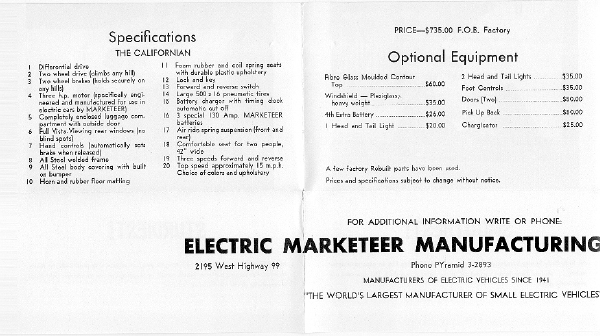 Specifications
THE CALIFORNIAN
1 Differential drive
2 Two wheel drive (climbs any hill)
3 Two wheel brakes (holds securely on
any hills)
4 Three h.p. motor (specifically engi-
neered and manufactured for use in
electric cars by MARKETEER)
5 Completely enclosed luggage com-
partment with outside door
6 Full Vista Viewing rear windows (no
blind spots)
7 Hand controls (automatically sets
brake when released)
8 All Steel welded frame
9 All Steel body covering with built
on bumper
10 Horn and rubber floor matting
11 Foam rubber and coil spring seats
with durable plastic upholstery
12 Lock and key
13 Forward and reverse switch
14 Large 500 x 16 pneumatic tires
15 Battery charger with timing clock
automatic cut off
16 3 special 130 Amp. MARKETEER
batteries
17 Air ride spring suspension (front and
rear)
18 Comfortable seat for two people,
42" wide
19 Three speeds forward and reverse
20 Top speed approximately 15 m.p.h.
Choice of colors and upholstery
PRICE—$735.00 F.O.B. Factory
Optional Equipment
Fibre Glass Moulded Contour
Top $60.00
Windshield — Plexiglass,
heavy weight $35.00
4th Extra Battery $26.00
1 Head and Tail Light $20.00
2 Head and Tail Lights $35.00
Foot Controls $35.00
Doors (Two) $50.00
Pick Up Back $50.00
Chargicator $25.00
A few factory Rebuilt parts have been used.
Prices and specifications subject to change without notice.
FOR ADDITIONAL INFORMATION WRITE OR PHONE:
ELECTRIC MARKETEER MANUFACTURING
2195 West Highway 99
Phone PYramid 3-2893
MANUFACTURERS OF ELECTRIC VEHICLES SINCE 1941
"THE WORLD'S LARGEST MANUFACTURER OF SMALL ELECTRIC VEHICLES"